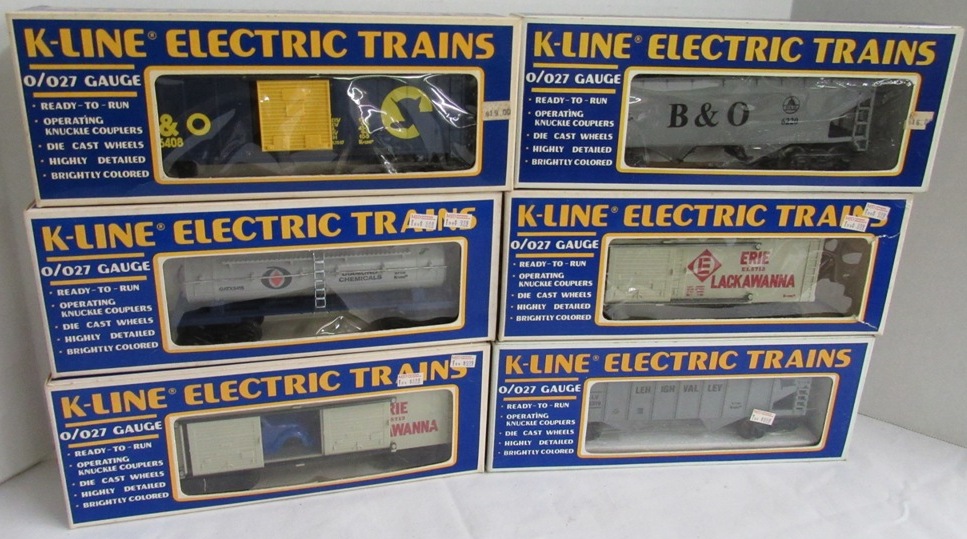 K-LINE® ELECTRIC TRAINS
O/027 GAUGE
• READY-TO-RUN
• OPERATING
KNUCKLE COUPLERS
• DIE CAST WHEELS
• HIGHLY DETAILED
• BRIGHTLY COLORED
& O
6408
C
K-LINE® ELECTRIC TRAINS
O/027 GAUGE
• READY-TO-RUN
• OPERATING
KNUCKLE COUPLERS
• DIE CAST WHEELS
• HIGHLY DETAILED
• BRIGHTLY COLORED
B & O
K-LINE® ELECTRIC TRAINS
O/027 GAUGE
• READY-TO-RUN
• OPERATING
KNUCKLE COUPLERS
• DIE CAST WHEELS
• HIGHLY DETAILED
• BRIGHTLY COLORED
CHEMICALS
K-LINE® ELECTRIC TRAINS
O/027 GAUGE
• READY-TO-RUN
• OPERATING
KNUCKLE COUPLERS
• DIE CAST WHEELS
• HIGHLY DETAILED
• BRIGHTLY COLORED
E
ERIE
LACKAWANNA
K-LINE® ELECTRIC TRAINS
O/027 GAUGE
• READY-TO-RUN
• OPERATING
KNUCKLE COUPLERS
• DIE CAST WHEELS
• HIGHLY DETAILED
• BRIGHTLY COLORED
RIE
AWANNA
K-LINE® ELECTRIC TRAINS
O/027 GAUGE
• READY-TO-RUN
• OPERATING
KNUCKLE COUPLERS
• DIE CAST WHEELS
• HIGHLY DETAILED
• BRIGHTLY COLORED
LEHIGH VALLEY